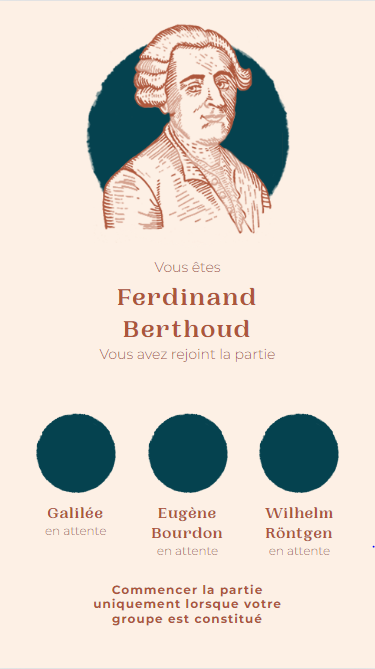 Vous êtes
Ferdinand
Berthoud
Vous avez rejoint la partie
Galilée
en attente
Eugène
Bourdon
en attente
Wilhelm
Röntgen
en attente
Commencer la partie
uniquement lorsque votre
groupe est constitué